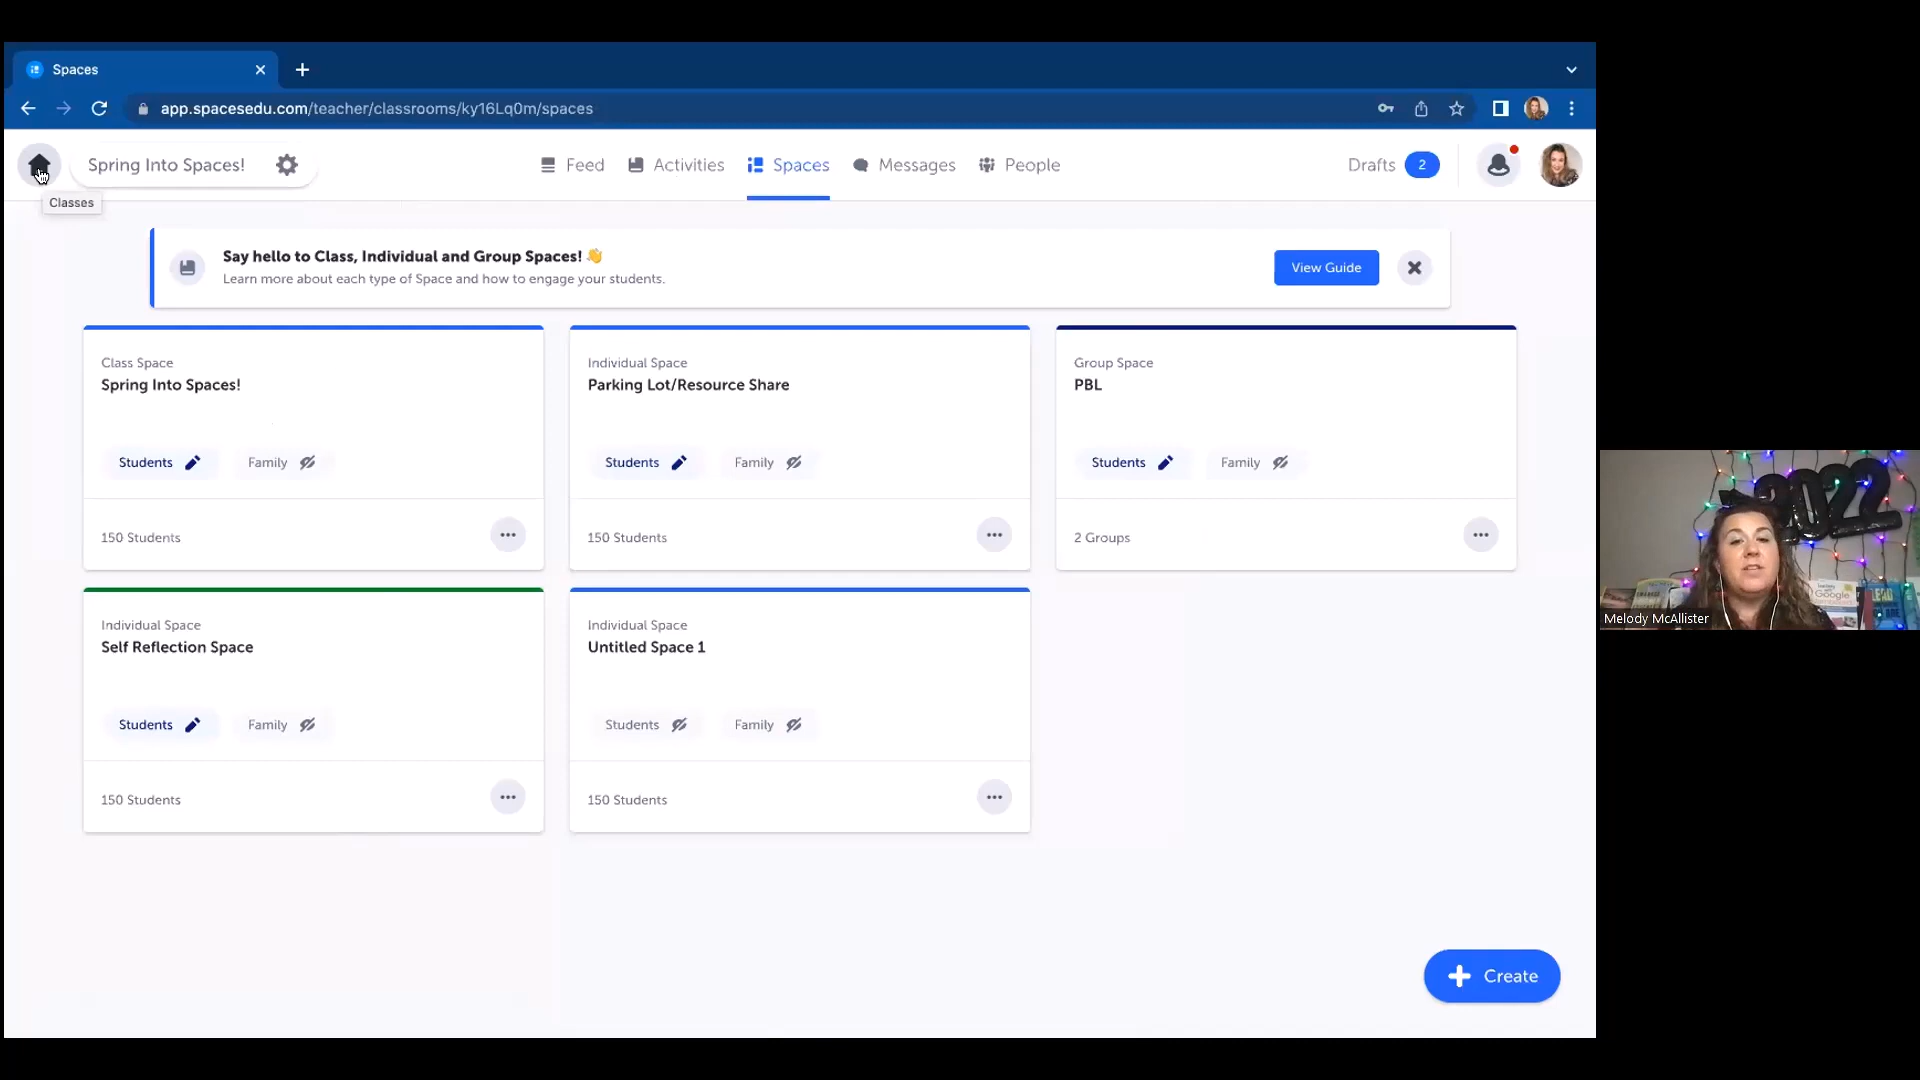 Spaces
app.spacesedu.com/teacher/classrooms/ky16Lq0m/spaces
Spring Into Spaces!
Feed
Activities
Spaces
Messages
People
Drafts
2
Classes
Say hello to Class, Individual and Group Spaces! 👋
Learn more about each type of Space and how to engage your students.
View Guide
Class Space
Spring Into Spaces!
Students
Family
150 Students
Individual Space
Parking Lot/Resource Share
Students
Family
150 Students
Group Space
PBL
Students
Family
2 Groups
Individual Space
Self Reflection Space
Students
Family
150 Students
Individual Space
Untitled Space 1
Students
Family
150 Students
Create
2022
Google
Melody McAllister